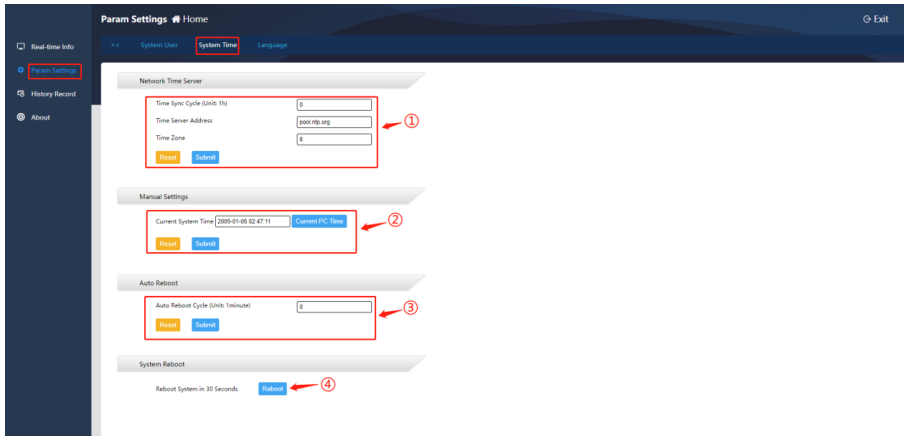 Param Settings Home
Exit
Real-time Info
Param Settings
History Record
About
<< System User System Time Language
Network Time Server
Time Sync Cycle (Unit: 1h) 0
Time Server Address pool.ntp.org
Time Zone 8
Reset Submit
①
Manual Settings
Current System Time 2005-01-05 02:47:11 Current PC Time
Reset Submit
②
Auto Reboot
Auto Reboot Cycle (Unit: 1minute) 0
Reset Submit
③
System Reboot
Reboot System in 30 Seconds Reboot
④